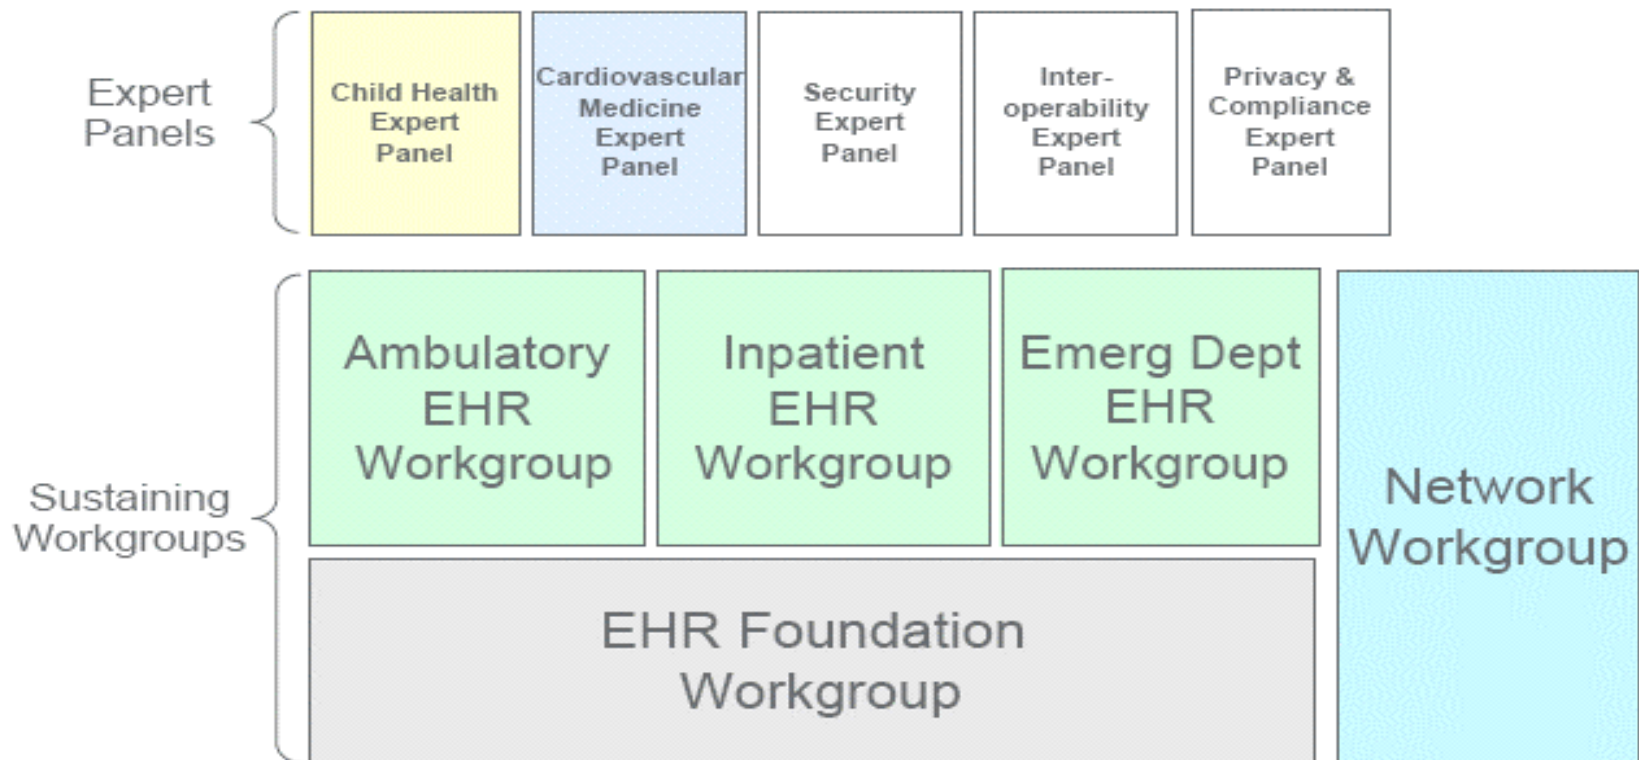 Expert
Panels
Child Health
Expert
Panel
Cardiovascular
Medicine
Expert
Panel
Security
Expert
Panel
Inter-
operability
Expert
Panel
Privacy &
Compliance
Expert
Panel
Sustaining
Workgroups
Ambulatory
EHR
Workgroup
Inpatient
EHR
Workgroup
Emerg Dept
EHR
Workgroup
Network
Workgroup
EHR Foundation
Workgroup